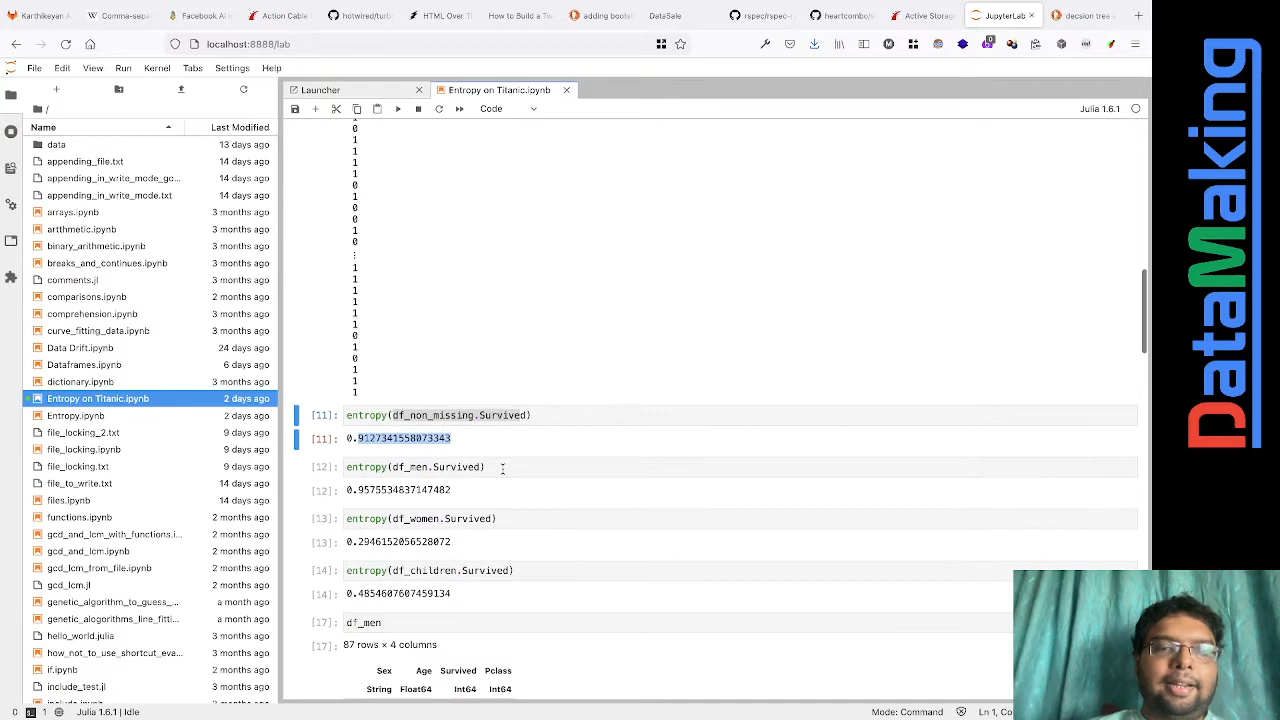 Karthikeyan
Comma-separ
Facebook AI
Action Cable
hotwired/turb
HTML Over T
How to Build a Tw
adding bootst
DataSale
rspec/rspec-r
heartcombo/s
Active Storag
JupyterLab
decsion tree
localhost:8888/lab
File Edit View Run Kernel Tabs Settings Help
Launcher
Entropy on Titanic.ipynb
/
Code
Julia 1.6.1
Name Last Modified
data 13 days ago
appending_file.txt 14 days ago
appending_in_write_mode_go... 14 days ago
appending_in_write_mode.txt 14 days ago
arrays.ipynb 3 months ago
artthmetic.ipynb 3 months ago
binary_arithmetic.ipynb 3 months ago
breaks_and_continues.ipynb 3 months ago
comments.jl 3 months ago
comparisons.ipynb 2 months ago
comprehension.ipynb 3 months ago
curve_fitting_data.ipynb 3 months ago
Data Drift.ipynb 24 days ago
Dataframes.ipynb 6 days ago
dictionary.ipynb 3 months ago
Entropy on Titanic.ipynb 2 days ago
Entropy.ipynb 2 days ago
file_locking_2.txt 9 days ago
file_locking.ipynb 9 days ago
file_locking.txt 9 days ago
file_to_write.txt 14 days ago
files.ipynb 14 days ago
functions.ipynb 2 months ago
gcd_and_lcm_with_functions.i... 2 months ago
gcd_and_lcm.ipynb 2 months ago
gcd_lcm_from_file.ipynb 2 months ago
gcd_lcm.jl 2 months ago
genetic_algorithm_to_guess_... a month ago
genetic_alogorithms_line_fitti... a month ago
hello_world.julia 3 months ago
how_not_to_use_shortcut_eva... 2 months ago
if.ipynb 2 months ago
include_test.jl 3 months ago
0
1
1
1
1
0
1
0
0
1
0
⋮
1
1
1
1
1
0
1
0
1
0
1
1
1
[11]: entropy(df_non_missing.Survived)
[11]: 0.9127341558073343
[12]: entropy(df_men.Survived)
[12]: 0.9575534837147482
[13]: entropy(df_women.Survived)
[13]: 0.2946152056528072
[14]: entropy(df_children.Survived)
[14]: 0.4854607607459134
[17]: df_men
[17]: 87 rows × 4 columns
Sex Age Survived Pclass
String Float64 Int64 Int64
0 1 Julia 1.6.1 | Idle
Mode: Command
Ln 1,
Entropy
DataMaking